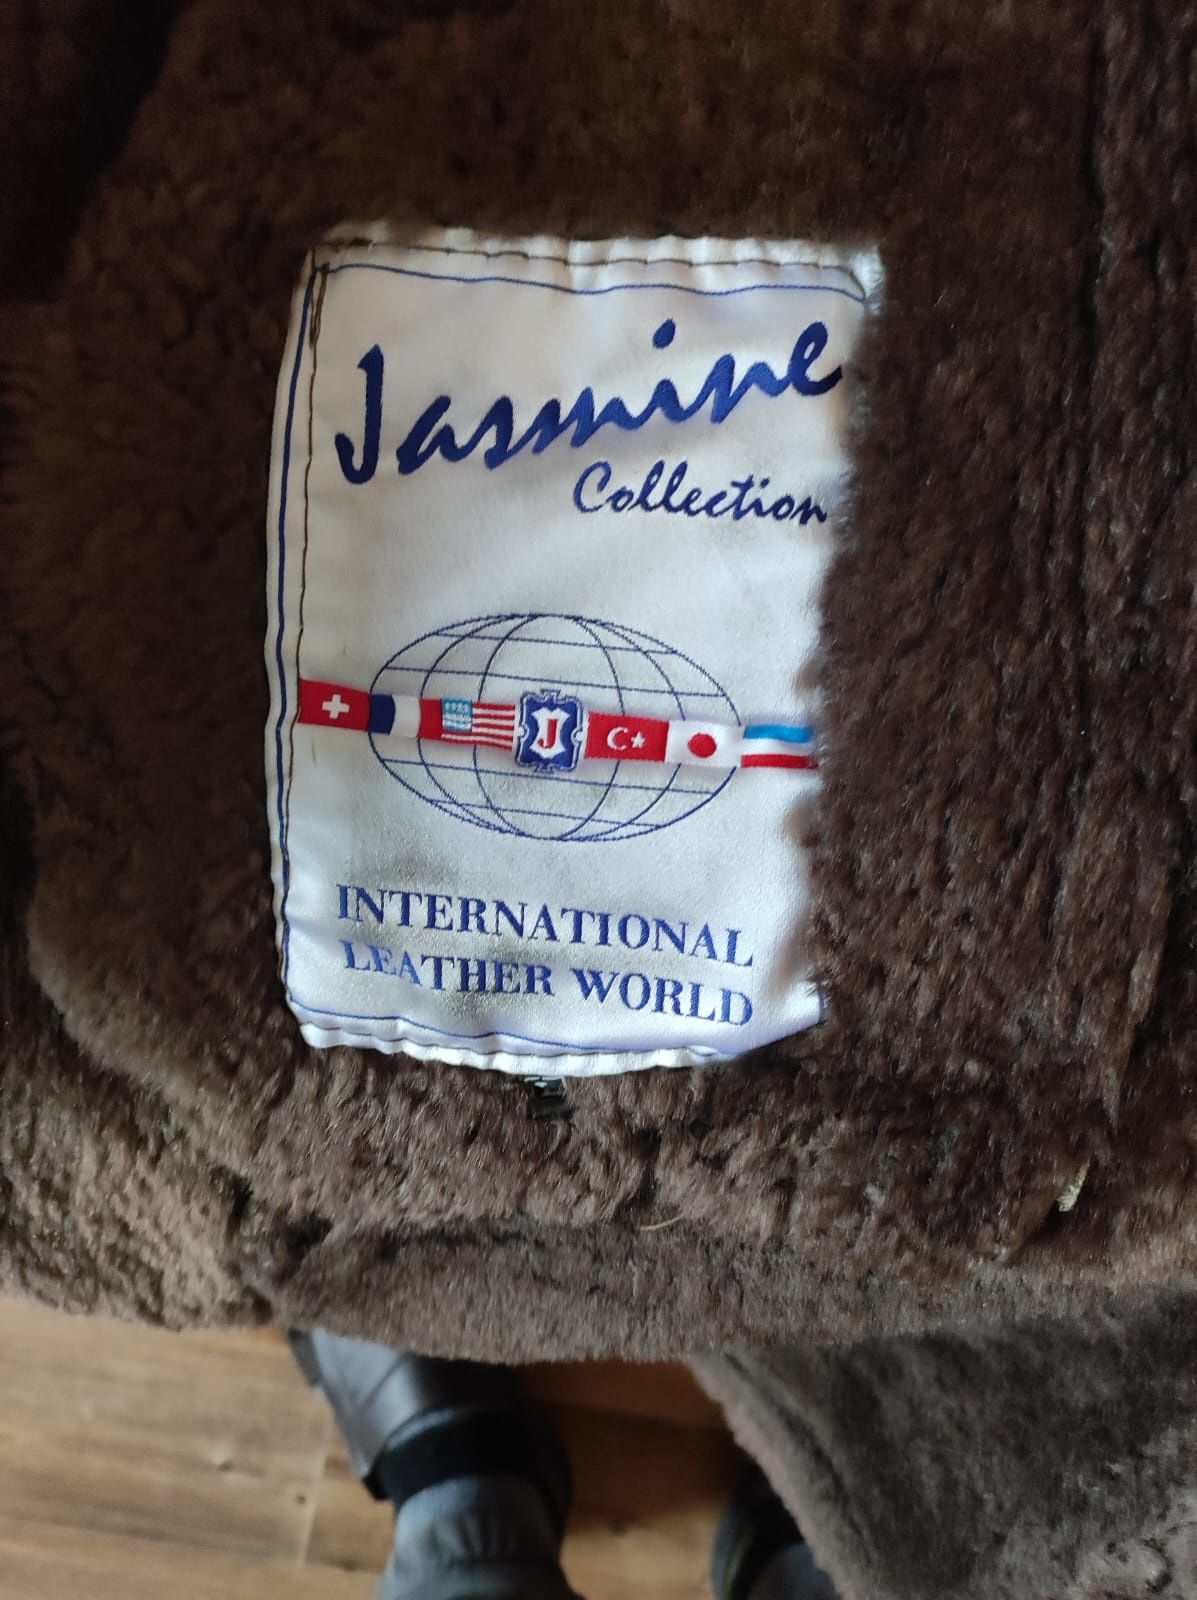 Jasmine
Collection
J
INTERNATIONAL
LEATHER WORLD